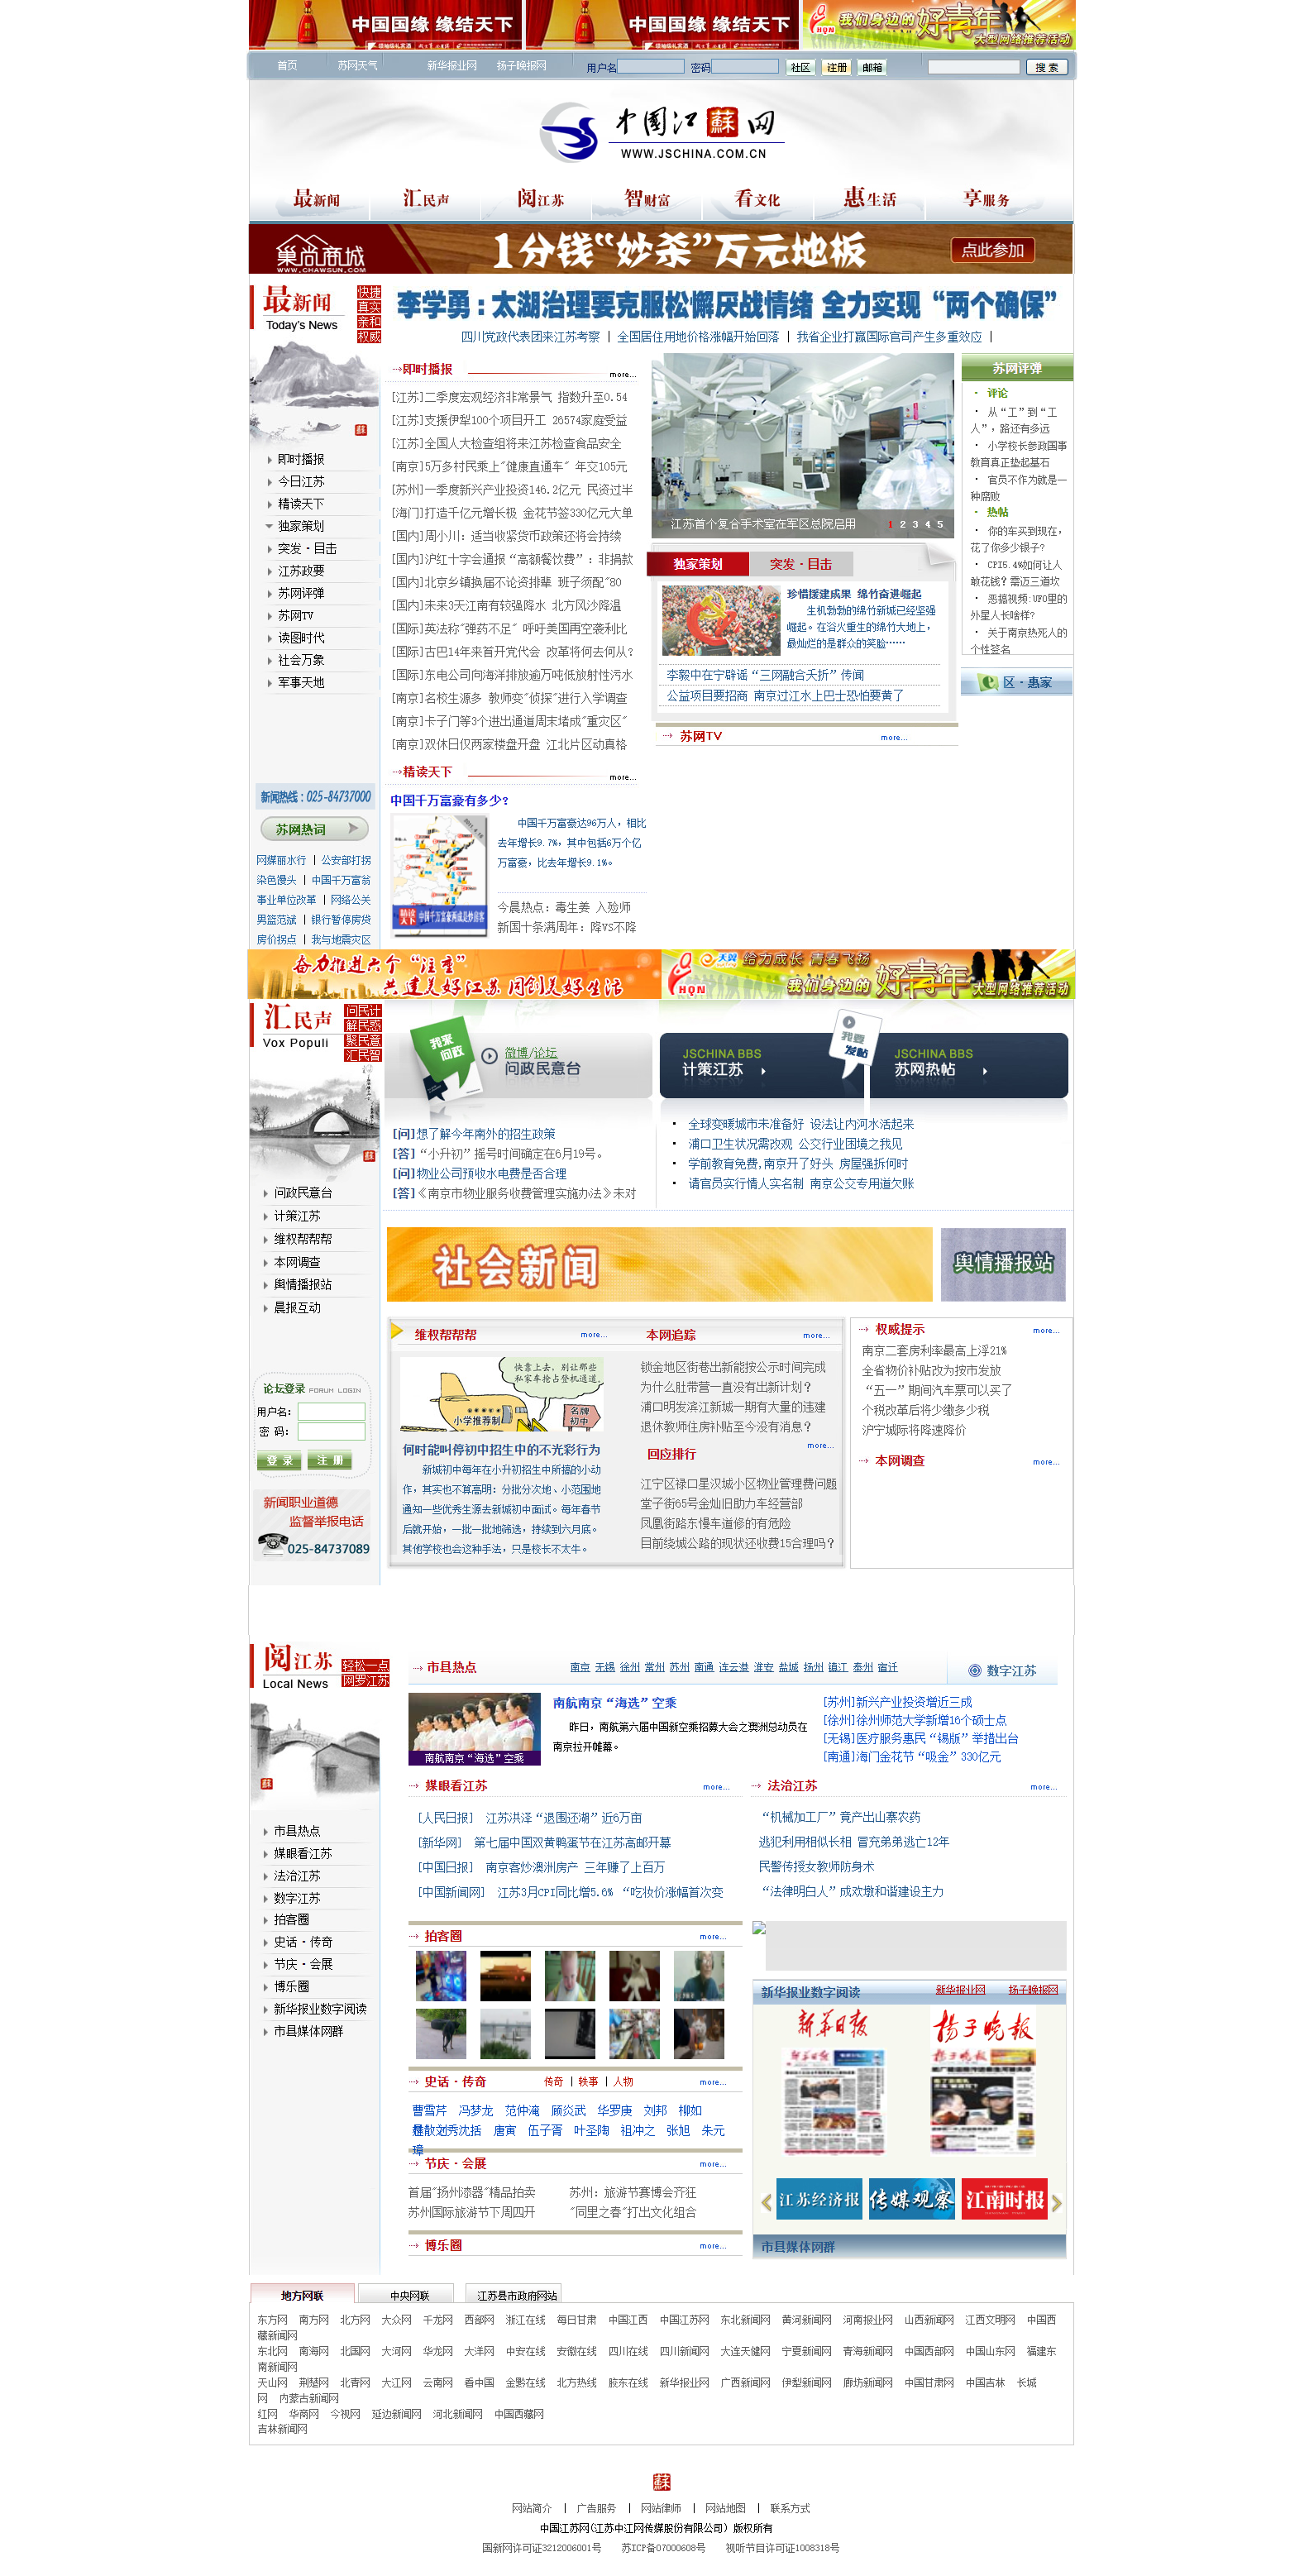 中国国缘 缔结天下
中国国缘 缔结天下
我们身边的好青年
大型网络推荐活动
首页 苏网天气 新华报业网 扬子晚报网 用户名 密码 社区 注册 邮箱 搜 索
中国江蘇网
WWW.JSCHINA.COM.CN
最新闻 汇民声 阅江苏 智财富 看文化 惠生活 享服务
巢尚商城
WWW.CHAWSUN.COM
1分钱“妙杀”万元地板
点此参加
最新闻
Today's News
快捷
真实
亲和
权威
李学勇：太湖治理要克服松懈厌战情绪 全力实现“两个确保”
四川党政代表团来江苏考察 | 全国居住用地价格涨幅开始回落 | 我省企业打赢国际官司产生多重效应 |
即时播报
今日江苏
精读天下
独家策划
突发·目击
江苏政要
苏网评弹
苏网TV
读图时代
社会万象
军事天地
新闻热线：025-84737000
苏网热词
网媒丽水行 | 公安部打拐
染色馒头 | 中国千万富翁
事业单位改革 | 网络公关
男篮范斌 | 银行暂停房贷
房价拐点 | 我与地震灾区
即时播报 more...
[江苏]二季度宏观经济非常景气 指数升至0.54
[江苏]支援伊犁100个项目开工 26574家庭受益
[江苏]全国人大检查组将来江苏检查食品安全
[南京]5万多村民乘上"健康直通车" 年交105元
[苏州]一季度新兴产业投资146.2亿元 民资过半
[海门]打造千亿元增长极 金花节签330亿元大单
[国内]周小川：适当收紧货币政策还将会持续
[国内]沪红十字会通报“高额餐饮费”：非捐款
[国内]北京乡镇换届不论资排辈 班子须配"80
[国内]未来3天江南有较强降水 北方风沙降温
[国际]英法称"弹药不足" 呼吁美国再空袭利比
[国际]古巴14年来首开党代会 改革将何去何从?
[国际]东电公司向海洋排放逾万吨低放射性污水
[南京]名校生源多 教师变"侦探"进行入学调查
[南京]卡子门等3个进出通道周末堵成"重灾区"
[南京]双休日仅两家楼盘开盘 江北片区动真格
精读天下 more...
中国千万富豪有多少?
中国千万富豪达96万人，相比
去年增长9.7%，其中包括6万个亿
万富豪，比去年增长9.1%。
精读天下
今晨热点：毒生姜 入殓师
新国十条满周年：降VS不降
江苏首个复合手术室在军区总院启用 1 2 3 4 5
独家策划 突发·目击
珍惜援建成果 绵竹奋进崛起
生机勃勃的绵竹新城已经坚强
崛起。在浴火重生的绵竹大地上，
最灿烂的是群众的笑脸……
李毅中在宁辟谣“三网融合夭折”传闻
公益项目要招商 南京过江水上巴士恐怕要黄了
苏网TV more...
苏网评弹
· 评论
· 从“工”到“工
人”，路还有多远
· 小学校长参政国事
教育真正垫起基石
· 官员不作为就是一
种腐败
· 热帖
· 你的车买到现在，
花了你多少银子?
· CPI5.4%如何让人
敢花钱？需迈三道坎
· 恶搞视频:UFO里的
外星人长啥样?
· 关于南京热死人的
个性签名
区·惠家
奋力推进六个“注重”
共建美好江苏 同创美好生活
天翼 给力成长 青春飞扬
我们身边的好青年
大型网络推荐活动
汇民声
Vox Populi
问民计
解民惑
聚民意
汇民智
问政民意台
计策江苏
维权帮帮帮
本网调查
舆情播报站
晨报互动
论坛登录 FORUM LOGIN
用户名：
密 码：
登 录 注 册
新闻职业道德
监督举报电话
025-84737089
我来问政
微博/论坛
问政民意台
JSCHINA BBS
计策江苏
我要发帖
JSCHINA BBS
苏网热帖
[问]想了解今年南外的招生政策
[答]“小升初”摇号时间确定在6月19号。
[问]物业公司预收水电费是否合理
[答]《南京市物业服务收费管理实施办法》未对
· 全球变暖城市未准备好 设法让内河水活起来
· 浦口卫生状况需改观 公交行业困境之我见
· 学前教育免费,南京开了好头 房屋强拆何时
· 请官员实行情人实名制 南京公交专用道欠账
社会新闻
舆情播报站
维权帮帮帮 more...
快靠上去，别让那些
私家车抢占登机通道.
小学推荐制
名牌初中
何时能叫停初中招生中的不光彩行为
新城初中每年在小升初招生中所搞的小动
作，其实也不算高明：分批分次地、小范围地
通知一些优秀生源去新城初中面试。每年春节
后就开始，一批一批地筛选，持续到六月底。
其他学校也会这种手法，只是校长不太牛。
本网追踪 more...
锁金地区街巷出新能按公示时间完成
为什么肚带营一直没有出新计划？
浦口明发滨江新城一期有大量的违建
退休教师住房补贴至今没有消息？
回应排行 more...
江宁区禄口星汉城小区物业管理费问题
堂子街65号金灿旧助力车经营部
凤凰街路东慢车道修的有危险
目前绕城公路的现状还收费15合理吗？
权威提示 more...
南京二套房利率最高上浮21%
全省物价补贴改为按市发放
“五一”期间汽车票可以买了
个税改革后将少缴多少税
沪宁城际将降速降价
本网调查 more...
阅江苏
Local News
轻松一点
网罗江苏
市县热点
媒眼看江苏
法治江苏
数字江苏
拍客圈
史话·传奇
节庆·会展
博乐圈
新华报业数字阅读
市县媒体网群
市县热点 南京 无锡 徐州 常州 苏州 南通 连云港 淮安 盐城 扬州 镇江 泰州 宿迁
数字江苏
南航南京“海选”空乘
南航南京“海选”空乘
昨日，南航第六届中国新空乘招募大会之澳洲总动员在
南京拉开帷幕。
[苏州]新兴产业投资增近三成
[徐州]徐州师范大学新增16个硕士点
[无锡]医疗服务惠民“锡版”举措出台
[南通]海门金花节“吸金”330亿元
媒眼看江苏 more...
[人民日报] 江苏洪泽“退围还湖”近6万亩
[新华网] 第七届中国双黄鸭蛋节在江苏高邮开幕
[中国日报] 南京客炒澳洲房产 三年赚了上百万
[中国新闻网] 江苏3月CPI同比增5.6% “吃妆价涨幅首次变
法治江苏 more...
“机械加工厂”竟产出山寨农药
逃犯利用相似长相 冒充弟弟逃亡12年
民警传授女教师防身术
“法律明白人”成欢墩和谐建设主力
拍客圈 more...
史话·传奇 传奇 | 轶事 | 人物 more...
曹雪芹 冯梦龙 范仲淹 顾炎武 华罗庚 刘邦 柳如
沈括 唐寅 伍子胥 叶圣陶 祖冲之 张旭 朱元
璋
节庆·会展 more...
首届"扬州漆器"精品拍卖 苏州：旅游节赛博会齐狂
苏州国际旅游节下周四开 "同里之春"打出文化组合
博乐圈 more...
新华报业数字阅读 新华报业网 扬子晚报网
新华日报 扬子晚报
江苏经济报 传媒观察 江南时报
市县媒体网群
地方网联 中央网联 江苏县市政府网站
东方网 南方网 北方网 大众网 千龙网 西部网 浙江在线 每日甘肃 中国江西 中国江苏网 东北新闻网 黄河新闻网 河南报业网 山西新闻网 江西文明网 中国西
藏新闻网
东北网 南海网 北国网 大河网 华龙网 大洋网 中安在线 安徽在线 四川在线 四川新闻网 大连天健网 宁夏新闻网 青海新闻网 中国西部网 中国山东网 福建东
南新闻网
天山网 荆楚网 北青网 大江网 云南网 看中国 金黔在线 北方热线 胶东在线 新华报业网 广西新闻网 伊犁新闻网 廊坊新闻网 中国甘肃网 中国吉林 长城
网 内蒙古新闻网
红网 华商网 今视网 延边新闻网 河北新闻网 中国西藏网
吉林新闻网
蘇
网站简介 | 广告服务 | 网站律师 | 网站地图 | 联系方式
中国江苏网(江苏中江网传媒股份有限公司) 版权所有
国新网许可证3212006001号 苏ICP备07000608号 视听节目许可证1008318号